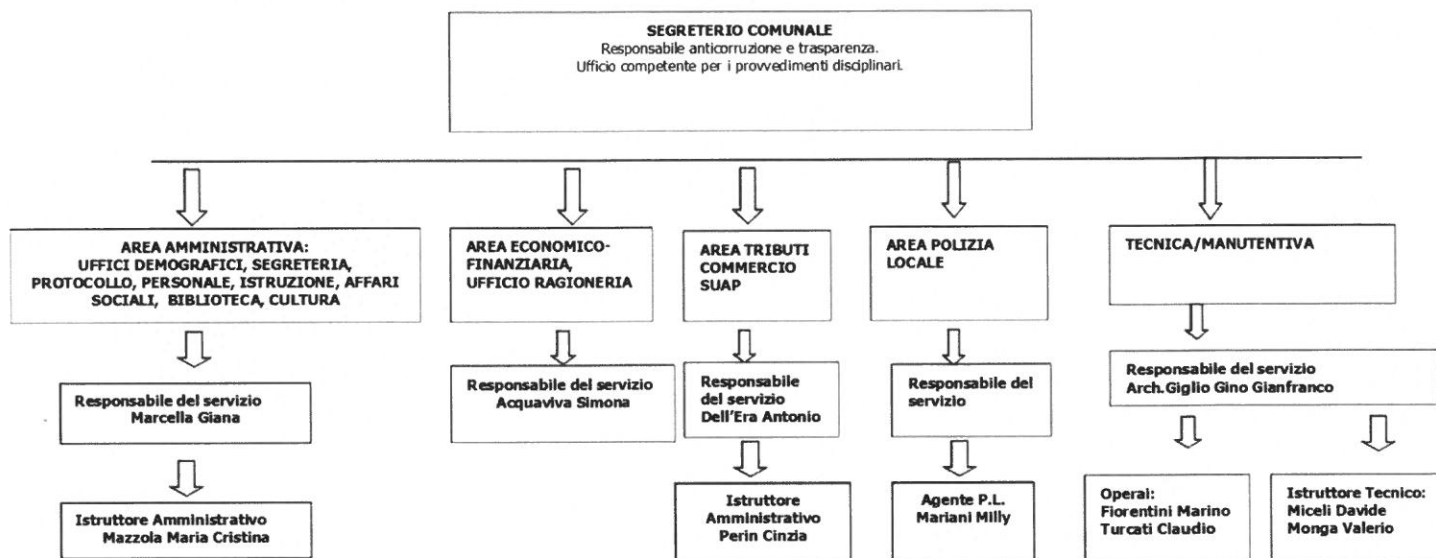 SEGRETERIO COMUNALE
Responsabile anticorruzione e trasparenza.
Ufficio competente per i provvedimenti disciplinari.
AREA AMMINISTRATIVA:
UFFICI DEMOGRAFICI, SEGRETERIA,
PROTOCOLLO, PERSONALE, ISTRUZIONE, AFFARI
SOCIALI, BIBLIOTECA, CULTURA
AREA ECONOMICO-
FINANZIARIA,
UFFICIO RAGIONERIA
AREA TRIBUTI
COMMERCIO
SUAP
AREA POLIZIA
LOCALE
TECNICA/MANUTENTIVA
Responsabile del servizio
Marcella Giana
Responsabile del servizio
Acquaviva Simona
Responsabile
del servizio
Dell'Era Antonio
Responsabile del
servizio
Responsabile del servizio
Arch.Giglio Gino Gianfranco
Istruttore Amministrativo
Mazzola Maria Cristina
Istruttore
Amministrativo
Perin Cinzia
Agente P.L.
Mariani Milly
Operai:
Fiorentini Marino
Turcati Claudio
Istruttore Tecnico:
Miceli Davide
Monga Valerio